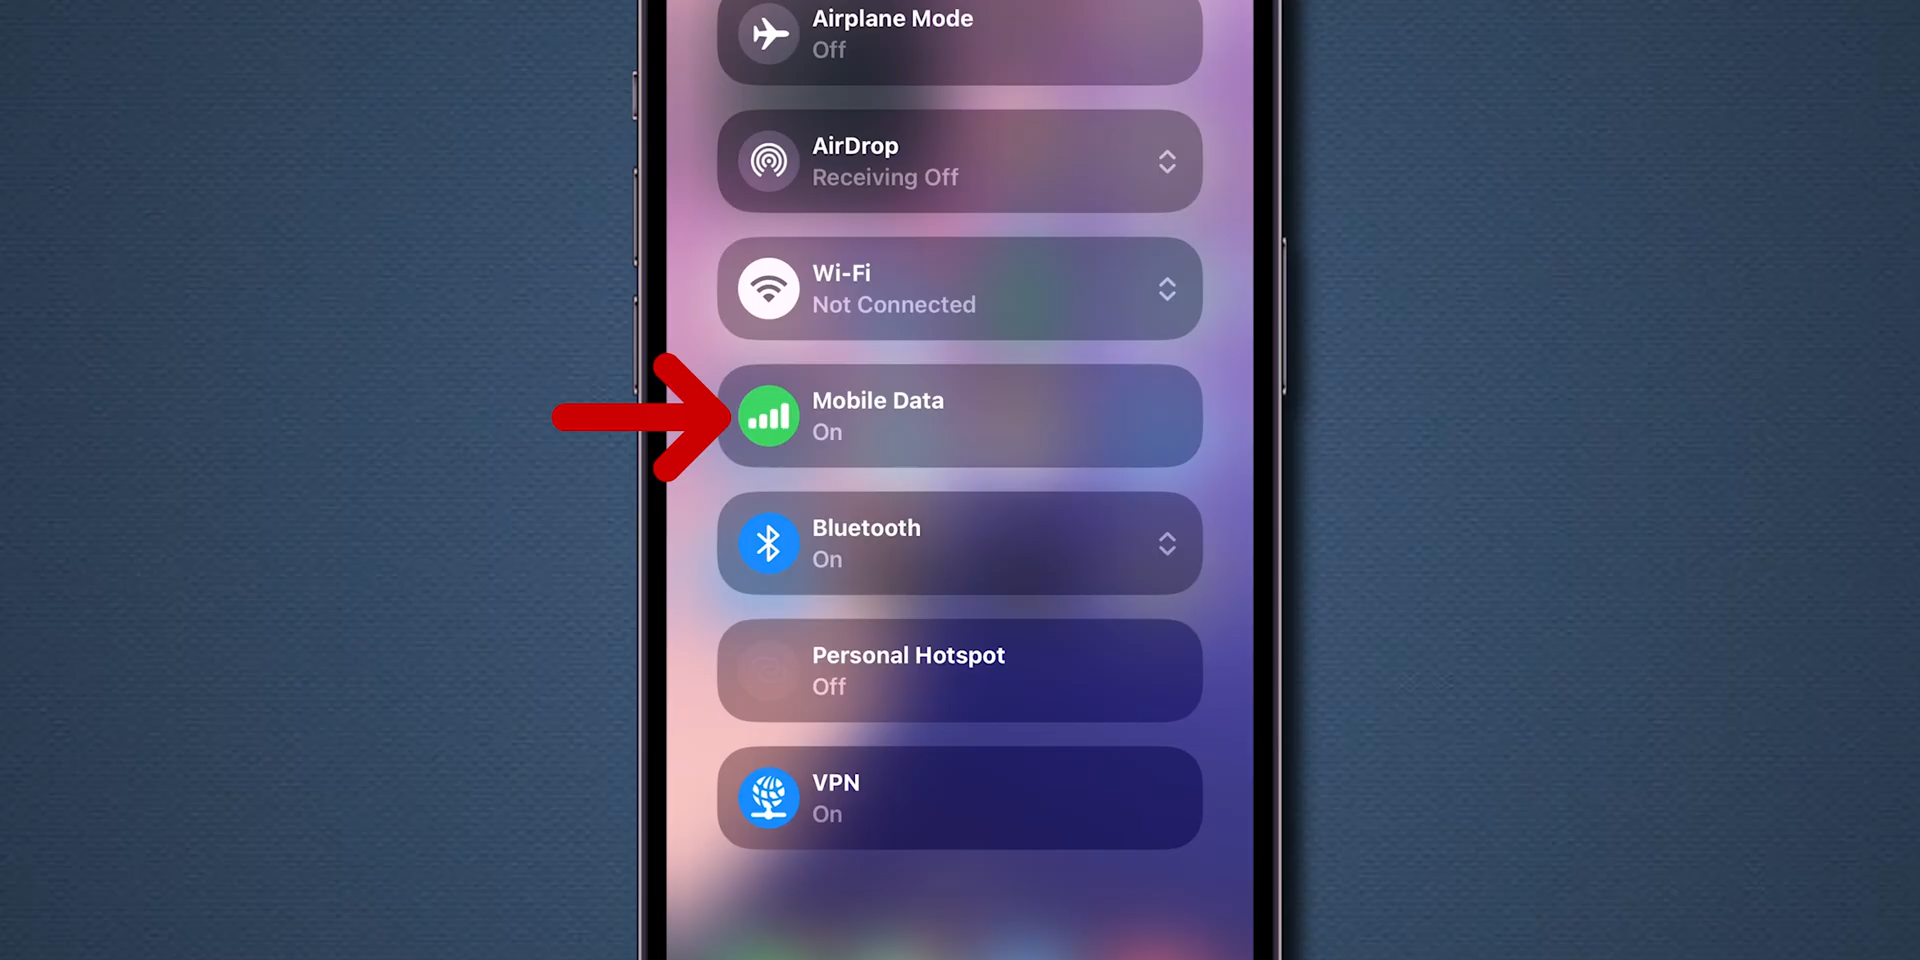 Airplane Mode
Off
AirDrop
Receiving Off
Wi-Fi
Not Connected
Mobile Data
On
Bluetooth
On
Personal Hotspot
Off
VPN
On